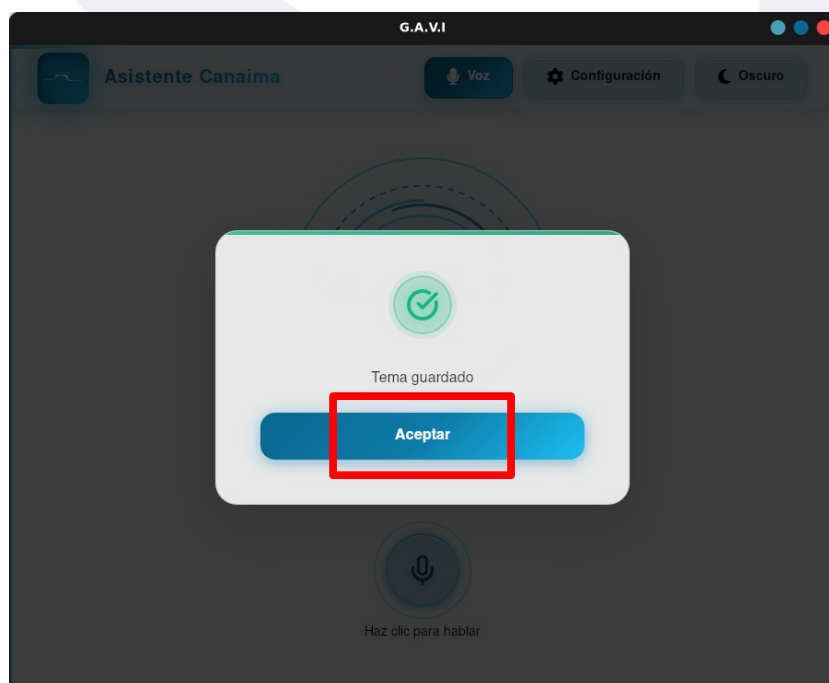 G.A.V.I
Asistente Canaima
Voz
Configuración
Oscuro
Tema guardado
Aceptar
Haz clic para hablar